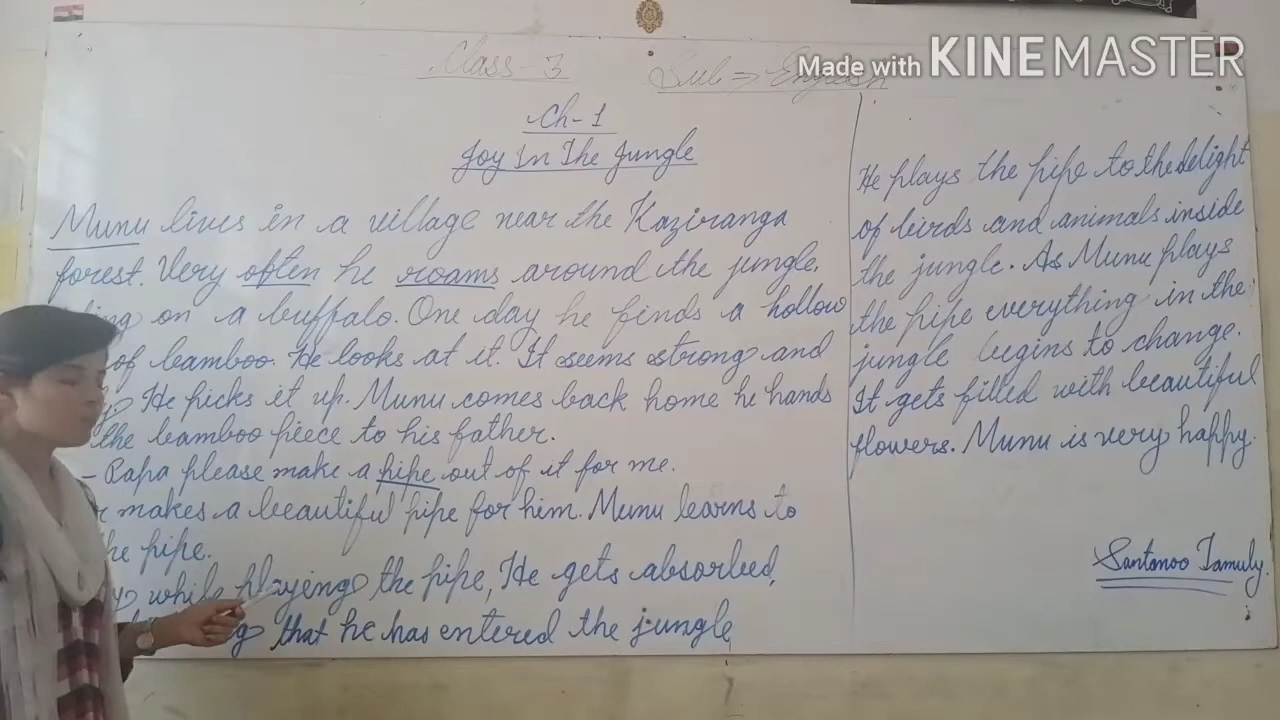 Made with KINEMASTER
Class-3 Sub⇒English
Ch-1
Joy In The Jungle
Munu lives in a village near the Kaziranga
forest. Very often he roams around the jungle.
on a buffalo. One day he finds a hollow
of bamboo. He looks at it. It seems strong and
He picks it up. Munu comes back home he hands
the bamboo piece to his father.
- Papa please make a pipe out of it for me.
makes a beautiful pipe for him. Munu learns to
pipe.
while playing the pipe, He gets absorbed,
that he has entered the jungle
He plays the pipe to the delight
of birds and animals inside
the jungle. As Munu plays
the pipe everything in the
jungle begins to change.
It gets filled with beautiful
flowers. Munu is very happy.
Santonoo Tamuly.